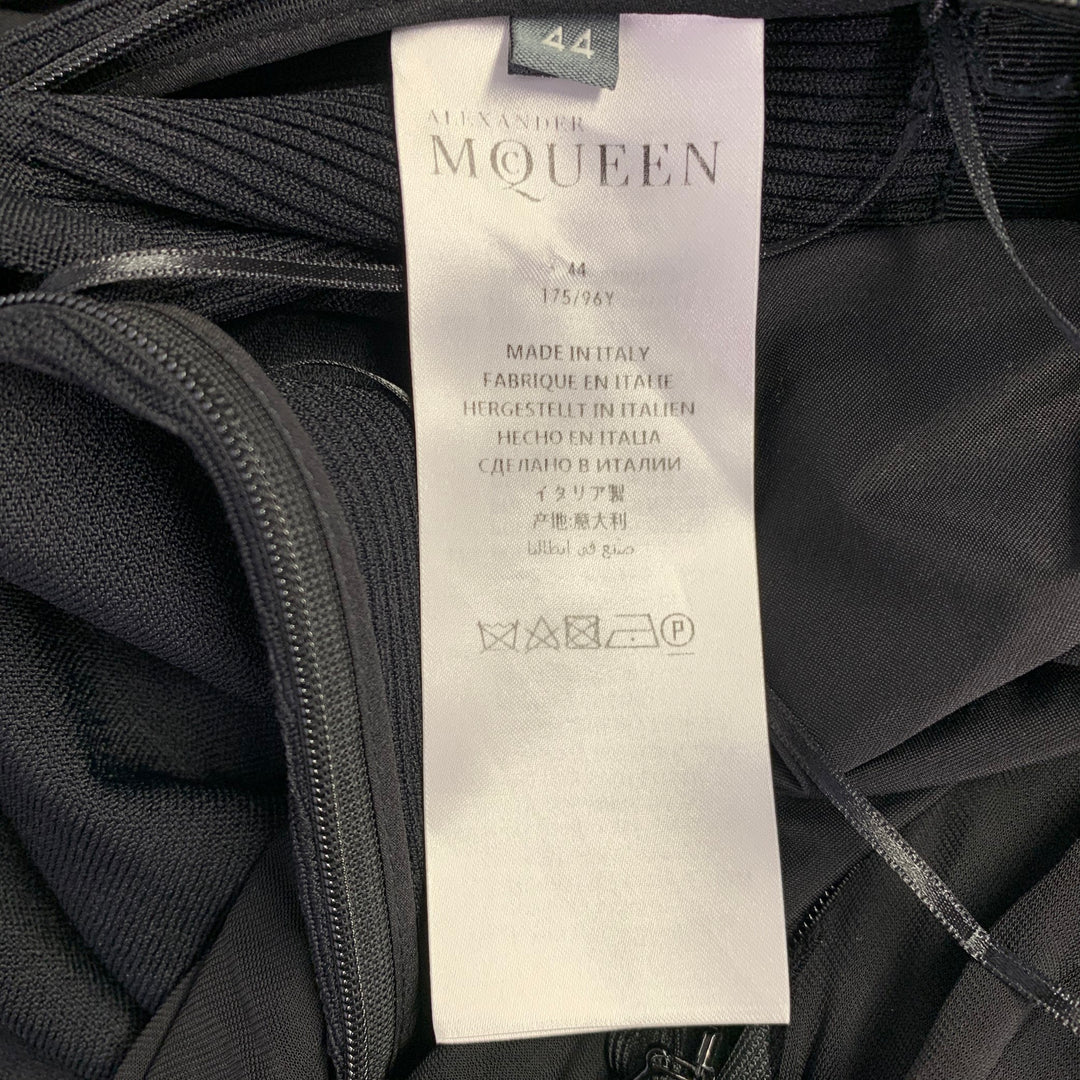 44
ALEXANDER
McQUEEN
44
175/96Y
MADE IN ITALY
FABRIQUE EN ITALIE
HERGESTELLT IN ITALIEN
HECHO EN ITALIA
СДЕЛАНО В ИТАЛИИ
イタリア製
产地:意大利
صنع في ايطاليا
P